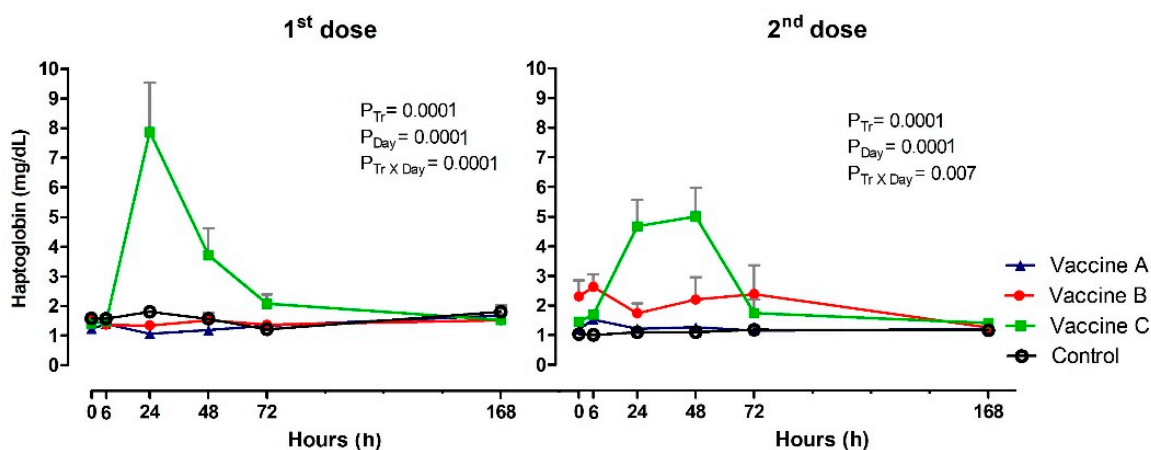 1st dose
2nd dose
Haptoglobin (mg/dL)
10
9
8
7
6
5
4
3
2
1
0
PTr= 0.0001
PDay= 0.0001
PTr X Day= 0.0001
0 6 24 48 72 168
Hours (h)
10
9
8
7
6
5
4
3
2
1
0
PTr= 0.0001
PDay= 0.0001
PTr X Day= 0.007
0 6 24 48 72 168
Hours (h)
Vaccine A
Vaccine B
Vaccine C
Control